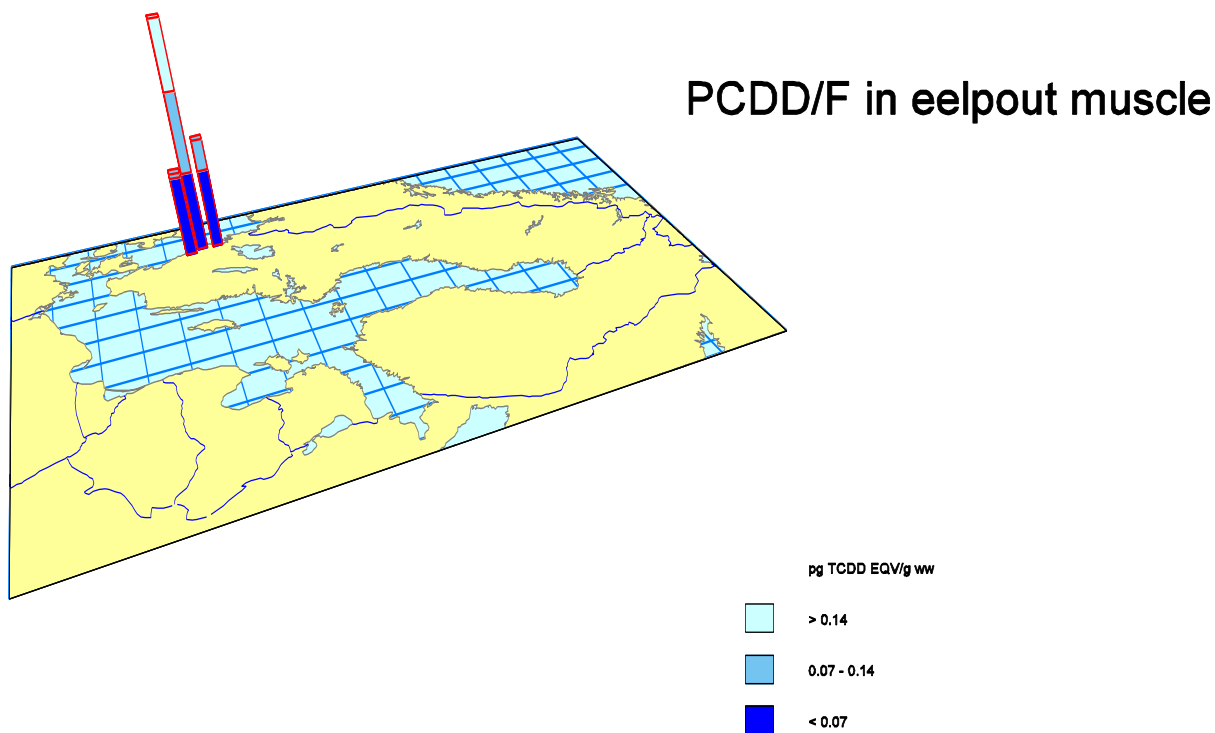 PCDD/F in eelpout muscle
pg TCDD EQV/g ww
> 0.14
0.07 - 0.14
< 0.07